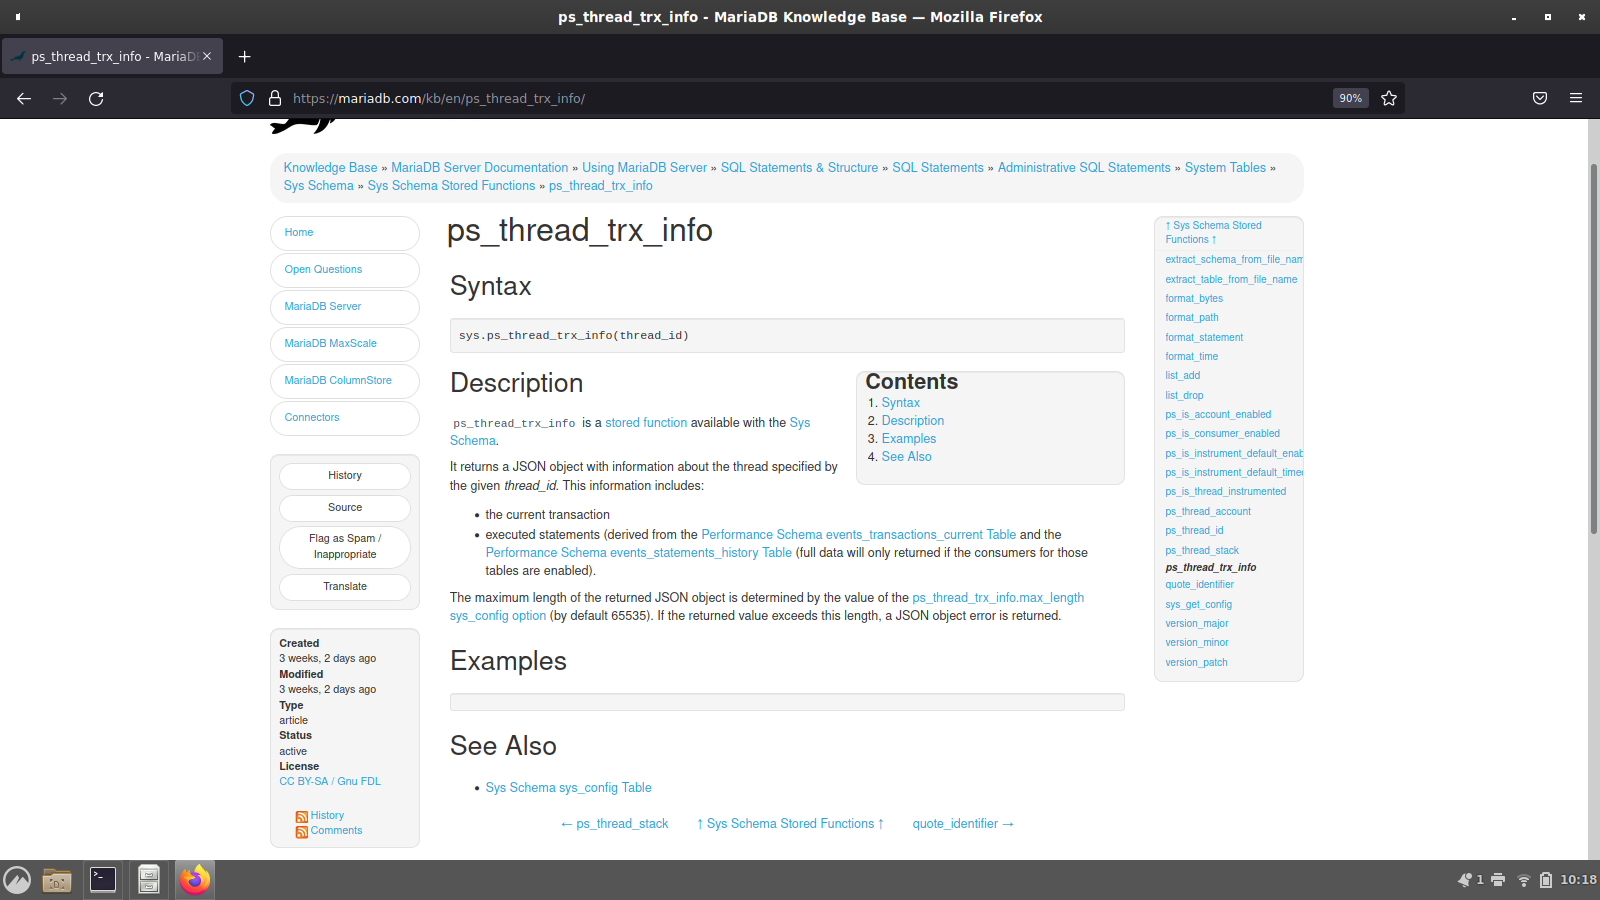 ps_thread_trx_info - MariaDB Knowledge Base — Mozilla Firefox
ps_thread_trx_info - MariaD
https://mariadb.com/kb/en/ps_thread_trx_info/
90%
Knowledge Base » MariaDB Server Documentation » Using MariaDB Server » SQL Statements & Structure » SQL Statements » Administrative SQL Statements » System Tables »
Sys Schema » Sys Schema Stored Functions » ps_thread_trx_info
Home
Open Questions
MariaDB Server
MariaDB MaxScale
MariaDB ColumnStore
Connectors
History
Source
Flag as Spam /
Inappropriate
Translate
Created
3 weeks, 2 days ago
Modified
3 weeks, 2 days ago
Type
article
Status
active
License
CC BY-SA / Gnu FDL
History
Comments
ps_thread_trx_info
Syntax
sys.ps_thread_trx_info(thread_id)
Description
ps_thread_trx_info is a stored function available with the Sys
Schema.
It returns a JSON object with information about the thread specified by
the given thread_id. This information includes:
• the current transaction
• executed statements (derived from the Performance Schema events_transactions_current Table and the
Performance Schema events_statements_history Table (full data will only returned if the consumers for those
tables are enabled).
The maximum length of the returned JSON object is determined by the value of the ps_thread_trx_info.max_length
sys_config option (by default 65535). If the returned value exceeds this length, a JSON object error is returned.
Contents
1. Syntax
2. Description
3. Examples
4. See Also
Examples
See Also
• Sys Schema sys_config Table
← ps_thread_stack ↑ Sys Schema Stored Functions ↑ quote_identifier →
↑ Sys Schema Stored
Functions ↑
extract_schema_from_file_nam
extract_table_from_file_name
format_bytes
format_path
format_statement
format_time
list_add
list_drop
ps_is_account_enabled
ps_is_consumer_enabled
ps_is_instrument_default_enab
ps_is_instrument_default_timed
ps_is_thread_instrumented
ps_thread_account
ps_thread_id
ps_thread_stack
ps_thread_trx_info
quote_identifier
sys_get_config
version_major
version_minor
version_patch
1
10:18